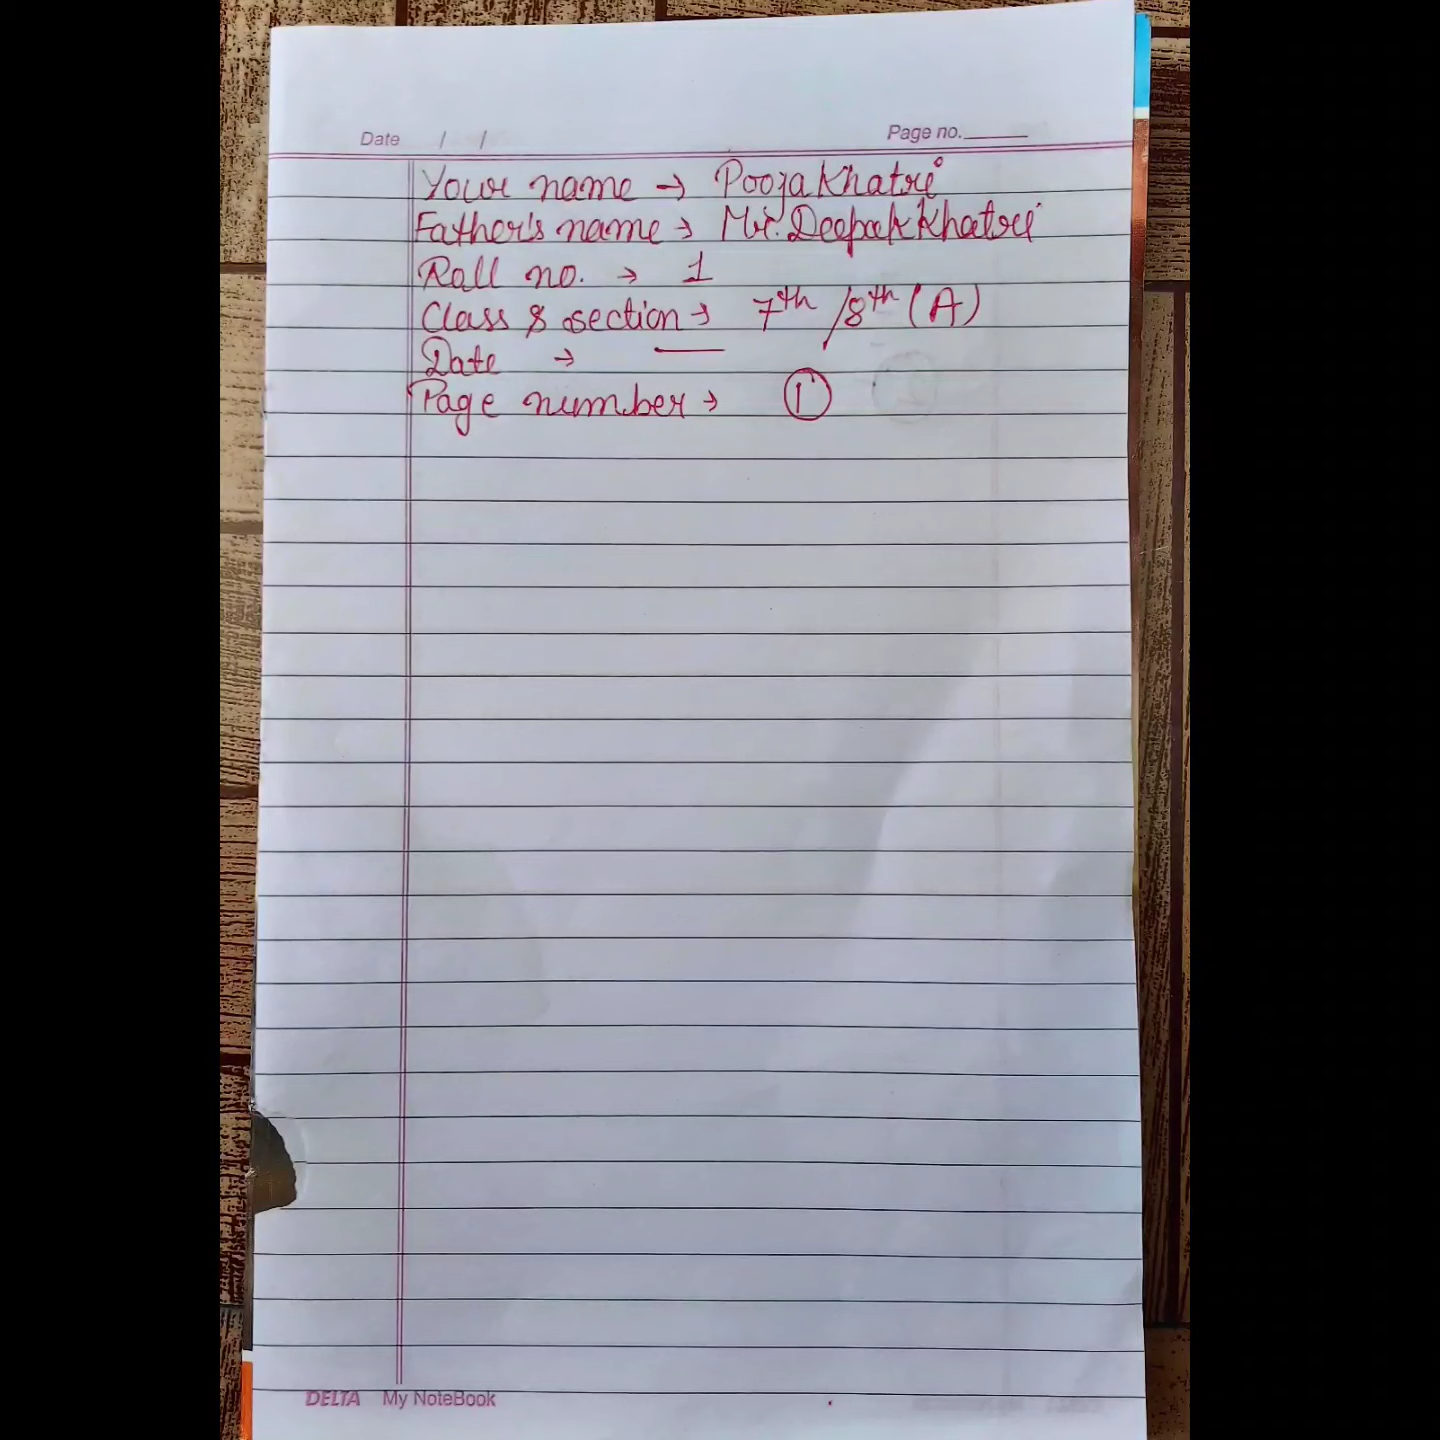 Date / /
Page no.
Your name → Pooja Khatri
Father's name → Mr. Deepak Khatri
Roll no. → 1
Class & section → 7th /8th (A)
Date → —
Page number → 1
DELTA My NoteBook